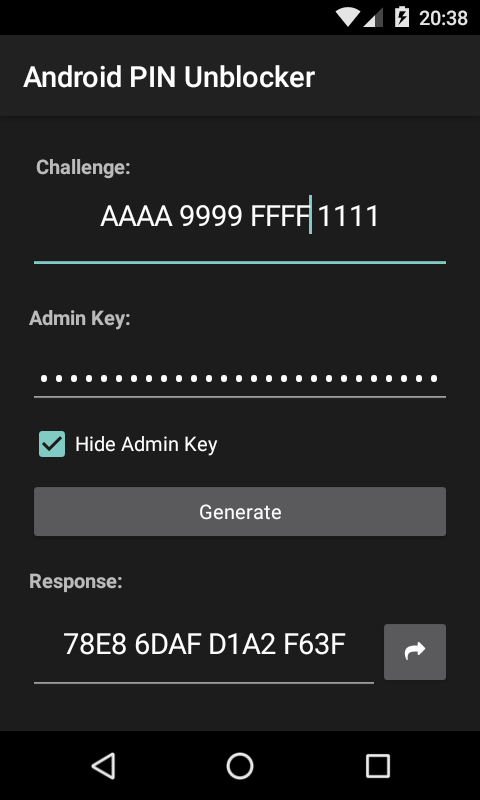 20:38
Android PIN Unblocker
Challenge:
AAAA 9999 FFFF 1111
Admin Key:
•••••••••••••••••••••••••••
Hide Admin Key
Generate
Response:
78E8 6DAF D1A2 F63F